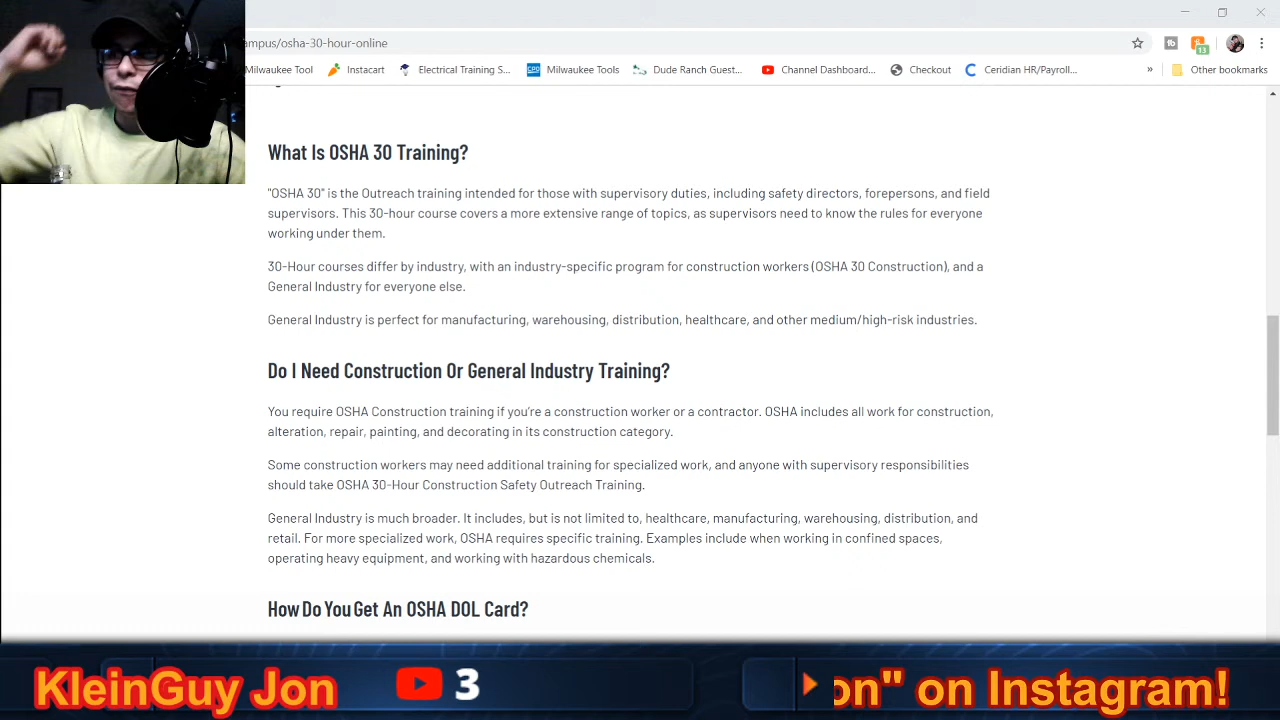 ampus/osha-30-hour-online
13
Milwaukee Tool
Instacart
Electrical Training S...
CPO
Milwaukee Tools
Dude Ranch Guest...
Channel Dashboard...
Checkout
Ceridian HR/Payroll...
»
Other bookmarks
What Is OSHA 30 Training?
"OSHA 30" is the Outreach training intended for those with supervisory duties, including safety directors, forepersons, and field
supervisors. This 30-hour course covers a more extensive range of topics, as supervisors need to know the rules for everyone
working under them.
30-Hour courses differ by industry, with an industry-specific program for construction workers (OSHA 30 Construction), and a
General Industry for everyone else.
General Industry is perfect for manufacturing, warehousing, distribution, healthcare, and other medium/high-risk industries.
Do I Need Construction Or General Industry Training?
You require OSHA Construction training if you're a construction worker or a contractor. OSHA includes all work for construction,
alteration, repair, painting, and decorating in its construction category.
Some construction workers may need additional training for specialized work, and anyone with supervisory responsibilities
should take OSHA 30-Hour Construction Safety Outreach Training.
General Industry is much broader. It includes, but is not limited to, healthcare, manufacturing, warehousing, distribution, and
retail. For more specialized work, OSHA requires specific training. Examples include when working in confined spaces,
operating heavy equipment, and working with hazardous chemicals.
How Do You Get An OSHA DOL Card?
KleinGuy Jon
3
on" on Instagram!